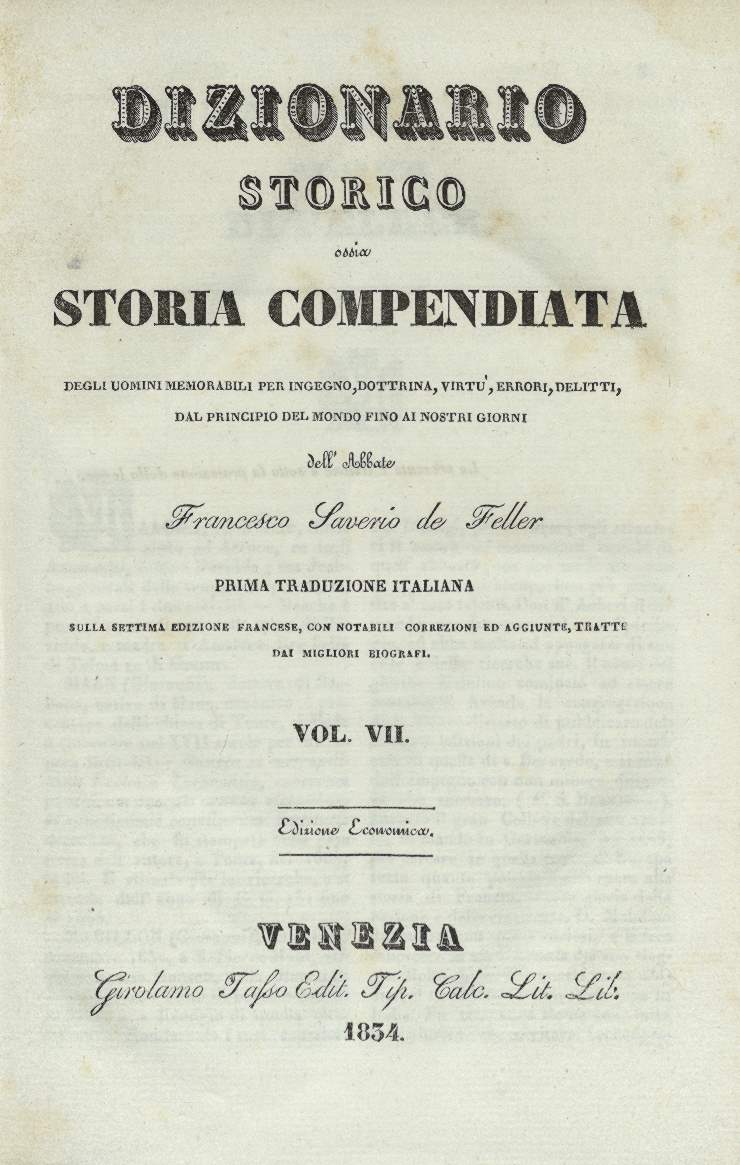 DIZIONARIO
STORICO
ossia
STORIA COMPENDIATA
DEGLI UOMINI MEMORABILI PER INGEGNO, DOTTRINA, VIRTU', ERRORI, DELITTI,
DAL PRINCIPIO DEL MONDO FINO AI NOSTRI GIORNI
dell' Abbate
Francesco Saverio de Feller
PRIMA TRADUZIONE ITALIANA
SULLA SETTIMA EDIZIONE FRANCESE, CON NOTABILI CORREZIONI ED AGGIUNTE, TRATTE
DAI MIGLIORI BIOGRAFI.
VOL. VII.
Edizione Economica.
VENEZIA
Girolamo Tasso Edit. Tip. Calc. Lit. Lib.
1834.